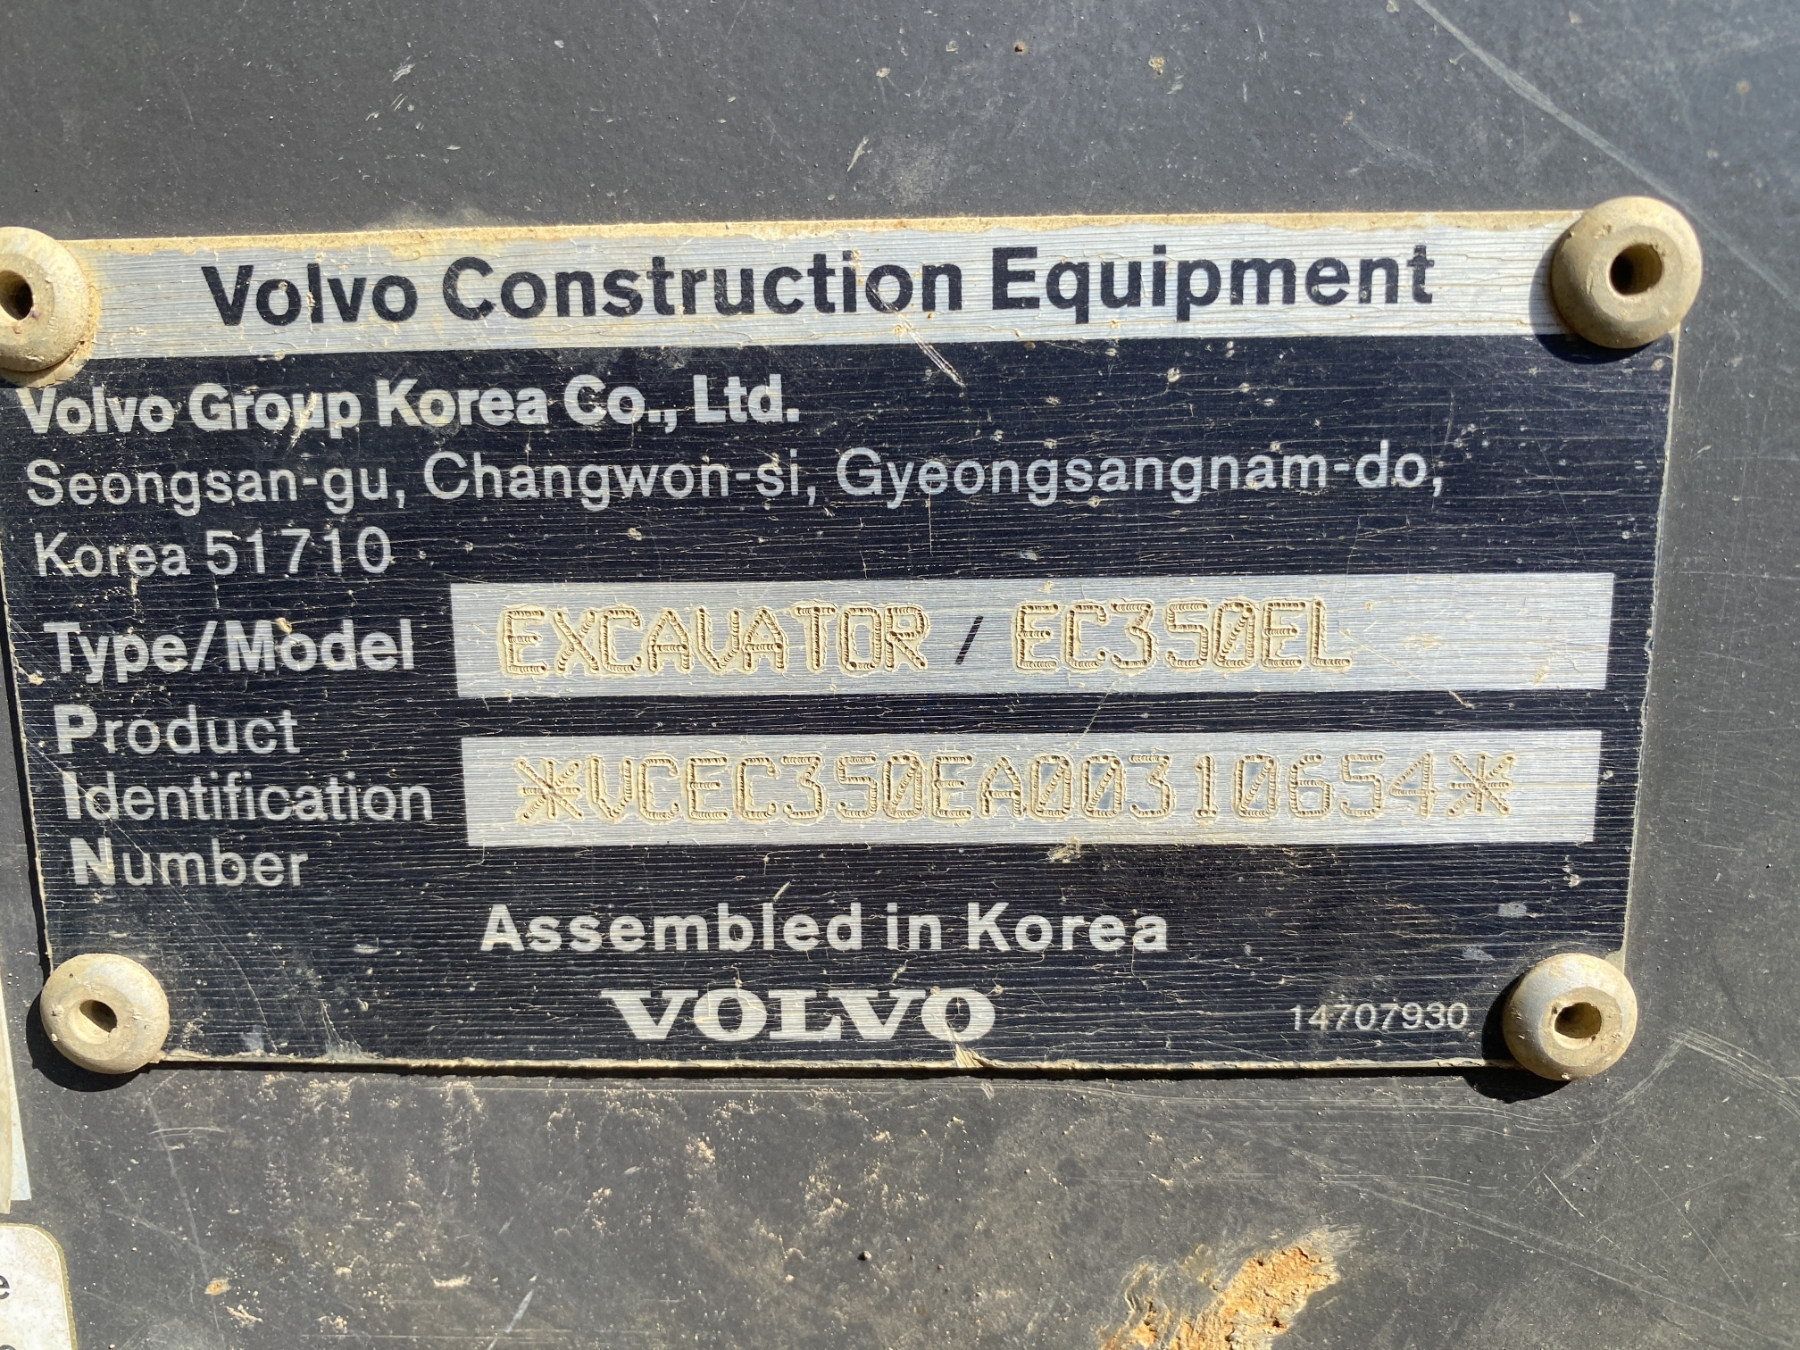 Volvo Construction Equipment
Volvo Group Korea Co., Ltd.
Seongsan-gu, Changwon-si, Gyeongsangnam-do,
Korea 51710
Type/Model EXCAVATOR / EC350EL
Product
Identification *VCEC350EA00310654*
Number
Assembled in Korea
VOLVO
14707930